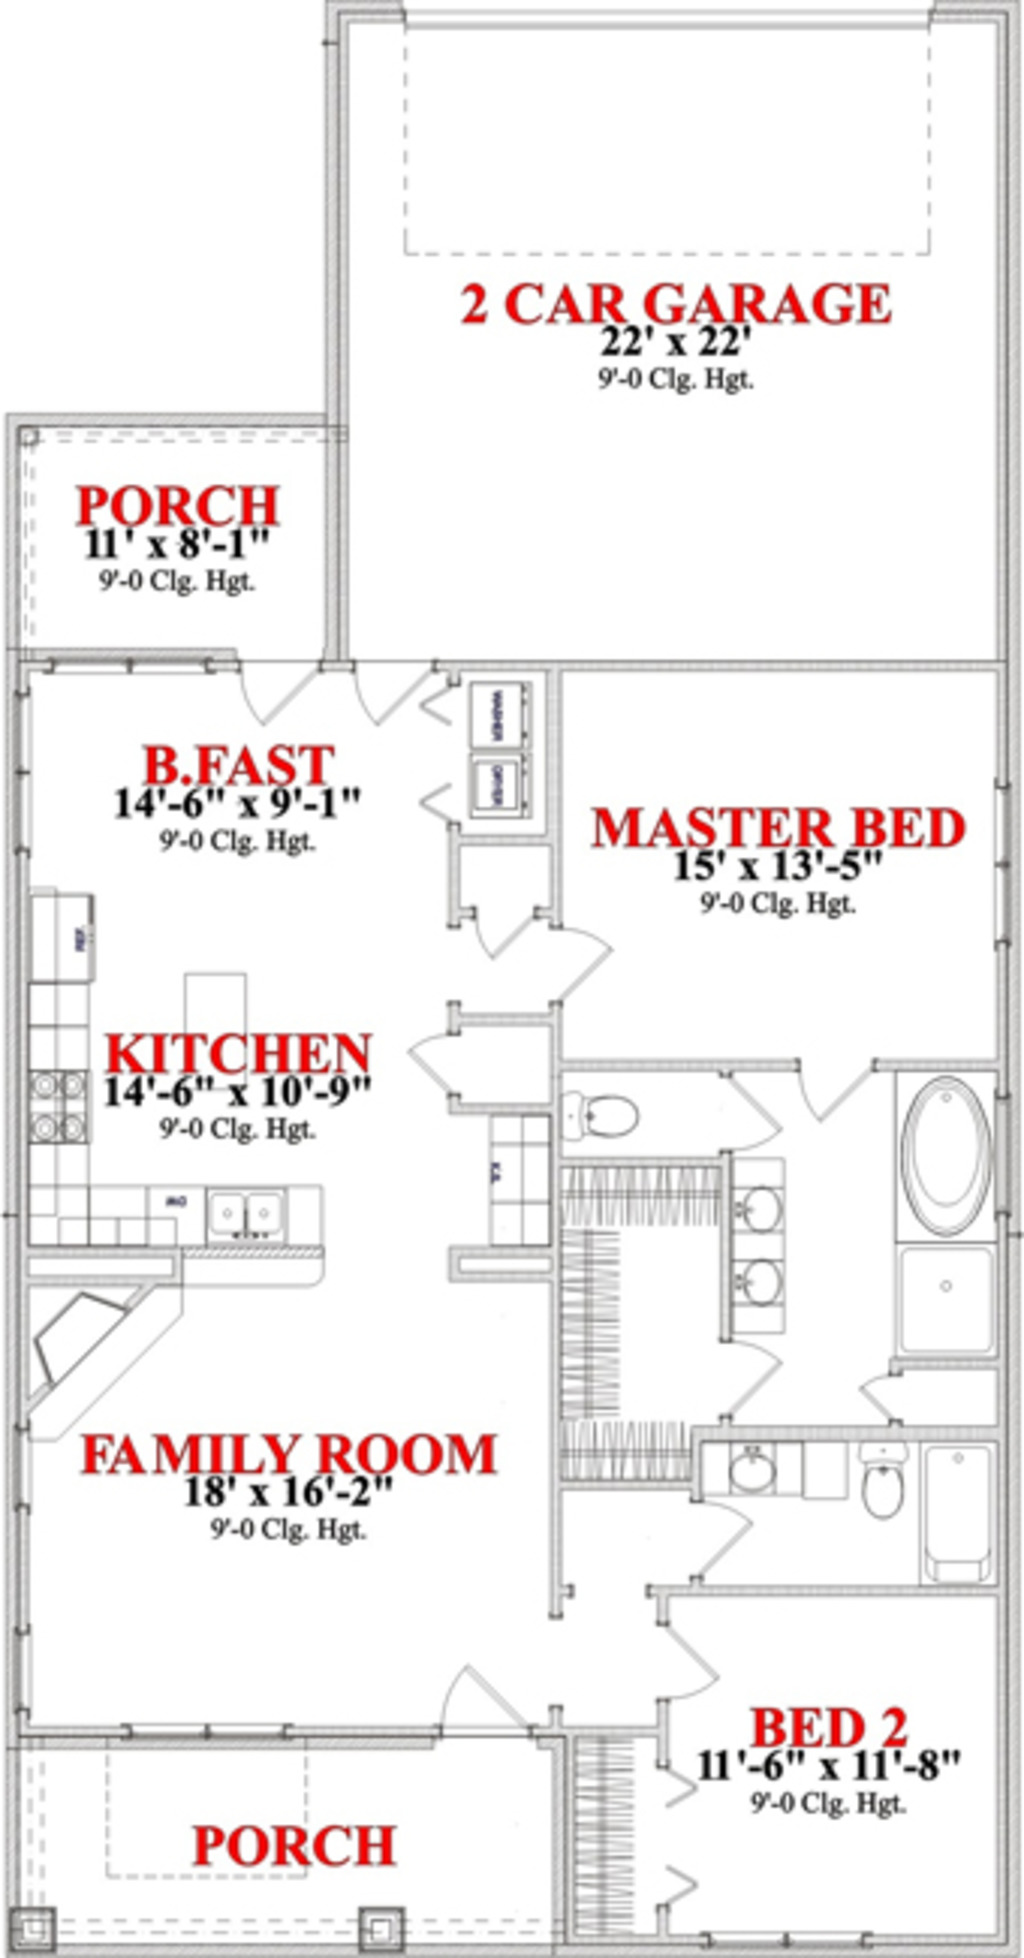 2 CAR GARAGE
22' x 22'
9'-0 Clg. Hgt.
PORCH
11' x 8'-1"
9'-0 Clg. Hgt.
WASHER
DRYER
B.FAST
14'-6" x 9'-1"
9'-0 Clg. Hgt.
MASTER BED
15' x 13'-5"
9'-0 Clg. Hgt.
REF.
KITCHEN
14'-6" x 10'-9"
9'-0 Clg. Hgt.
FAMILY ROOM
18' x 16'-2"
9'-0 Clg. Hgt.
BED 2
11'-6" x 11'-8"
9'-0 Clg. Hgt.
PORCH